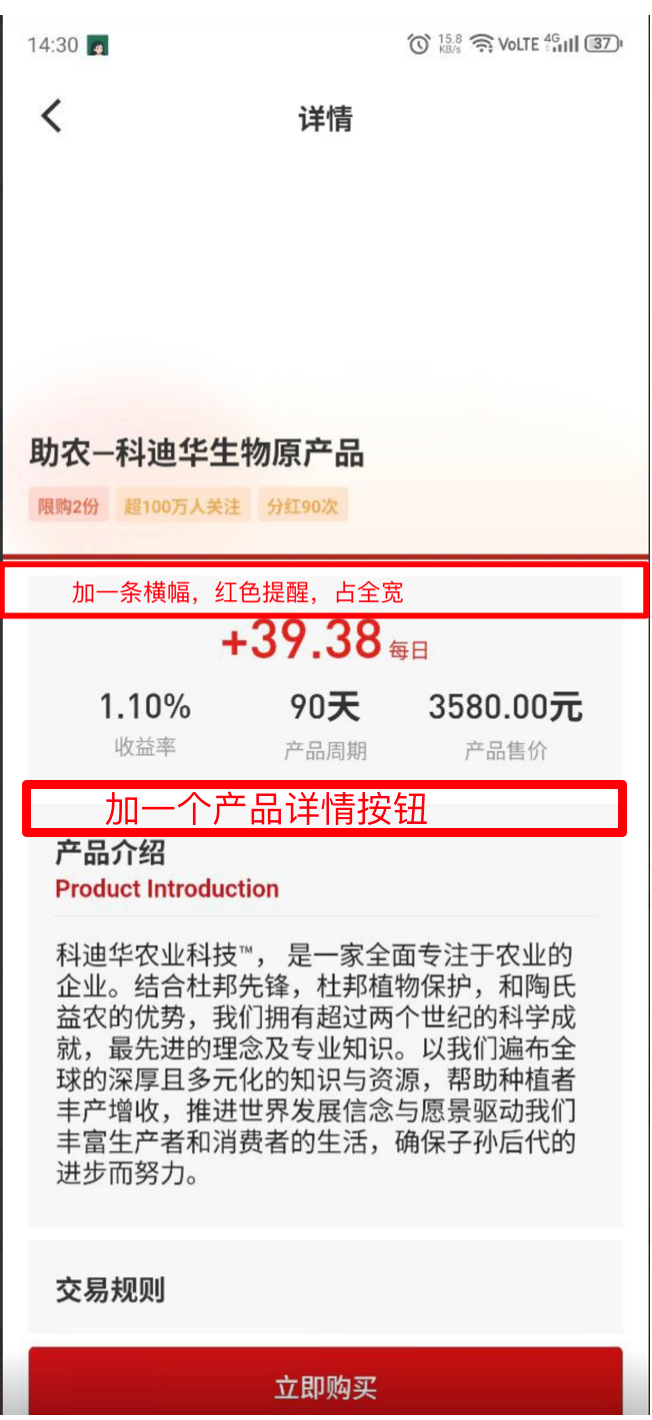 14:30
15.8 KB/s VoLTE 4G 37
详情
助农—科迪华生物原产品
限购2份 超100万人关注 分红90次
加一条横幅，红色提醒，占全宽
+39.38 每日
1.10% 90天 3580.00元
收益率 产品周期 产品售价
加一个产品详情按钮
产品介绍
Product Introduction
科迪华农业科技™， 是一家全面专注于农业的
企业。结合杜邦先锋，杜邦植物保护，和陶氏
益农的优势，我们拥有超过两个世纪的科学成
就，最先进的理念及专业知识。以我们遍布全
球的深厚且多元化的知识与资源，帮助种植者
丰产增收，推进世界发展信念与愿景驱动我们
丰富生产者和消费者的生活，确保子孙后代的
进步而努力。
交易规则
立即购买